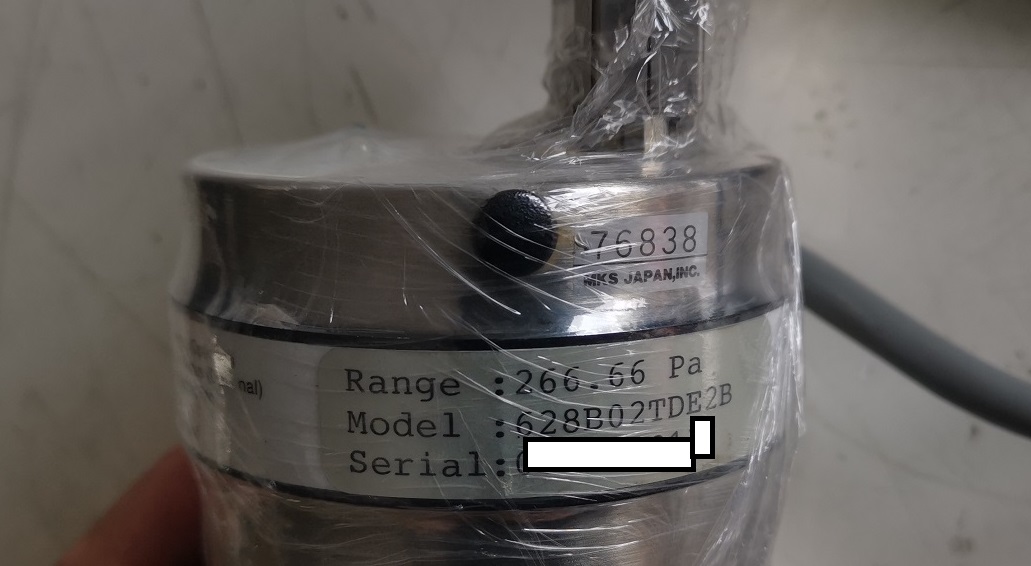 76838
MKS JAPAN,INC.
nal)
Range :266.66 Pa
Model :628B02TDE2B
Serial: